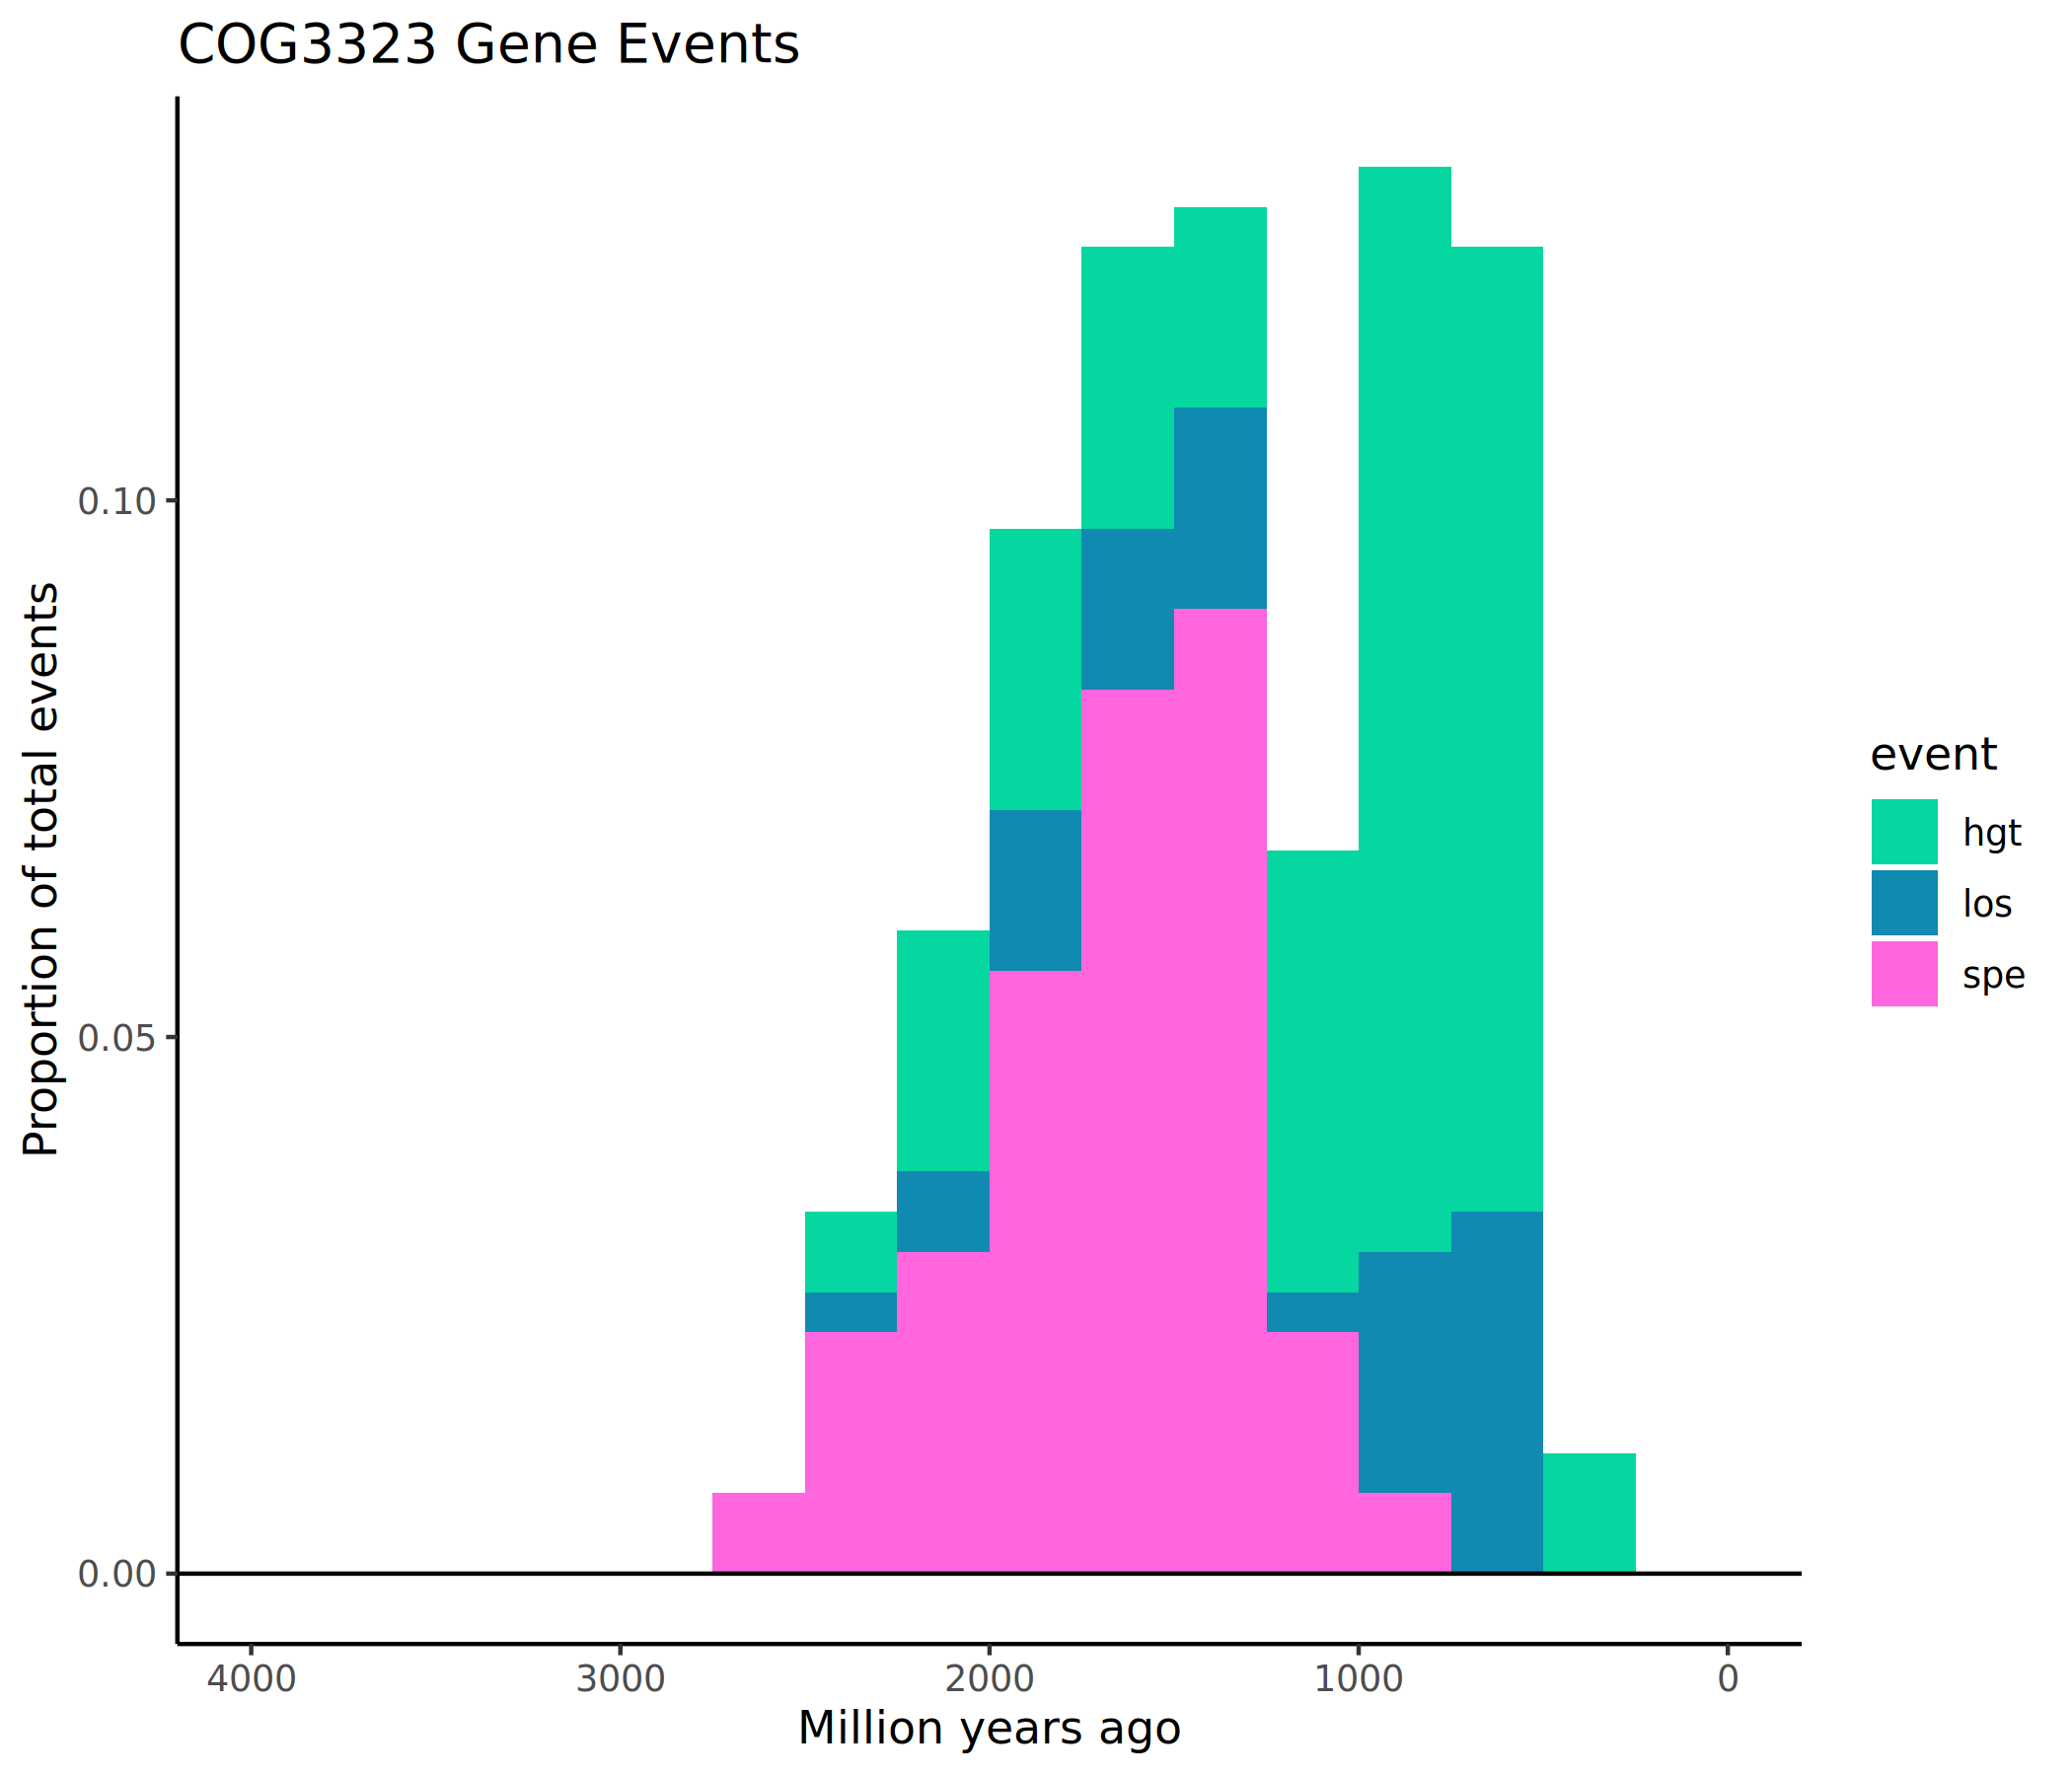 COG3323 Gene Events
Proportion of total events
0.10
0.05
0.00
4000 3000 2000 1000 0
Million years ago
event
hgt
los
spe